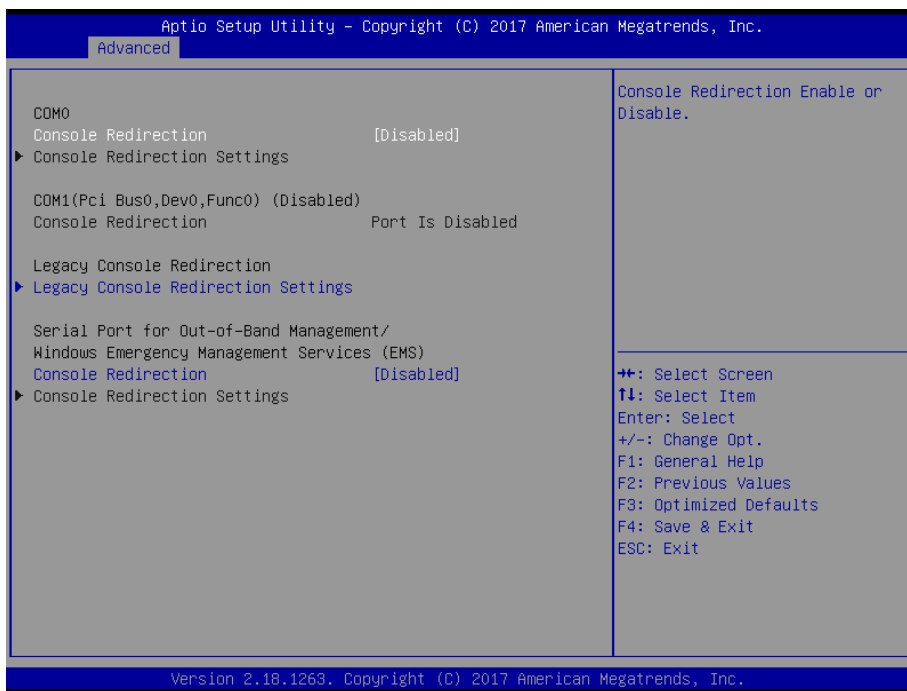 Aptio Setup Utility – Copyright (C) 2017 American Megatrends, Inc.
Advanced
COM0
Console Redirection [Disabled]
Console Redirection Settings
COM1(Pci Bus0,Dev0,Func0) (Disabled)
Console Redirection Port Is Disabled
Legacy Console Redirection
Legacy Console Redirection Settings
Serial Port for Out-of-Band Management/
Windows Emergency Management Services (EMS)
Console Redirection [Disabled]
Console Redirection Settings
Console Redirection Enable or
Disable.
→←: Select Screen
↑↓: Select Item
Enter: Select
+/-: Change Opt.
F1: General Help
F2: Previous Values
F3: Optimized Defaults
F4: Save & Exit
ESC: Exit
Version 2.18.1263. Copyright (C) 2017 American Megatrends, Inc.